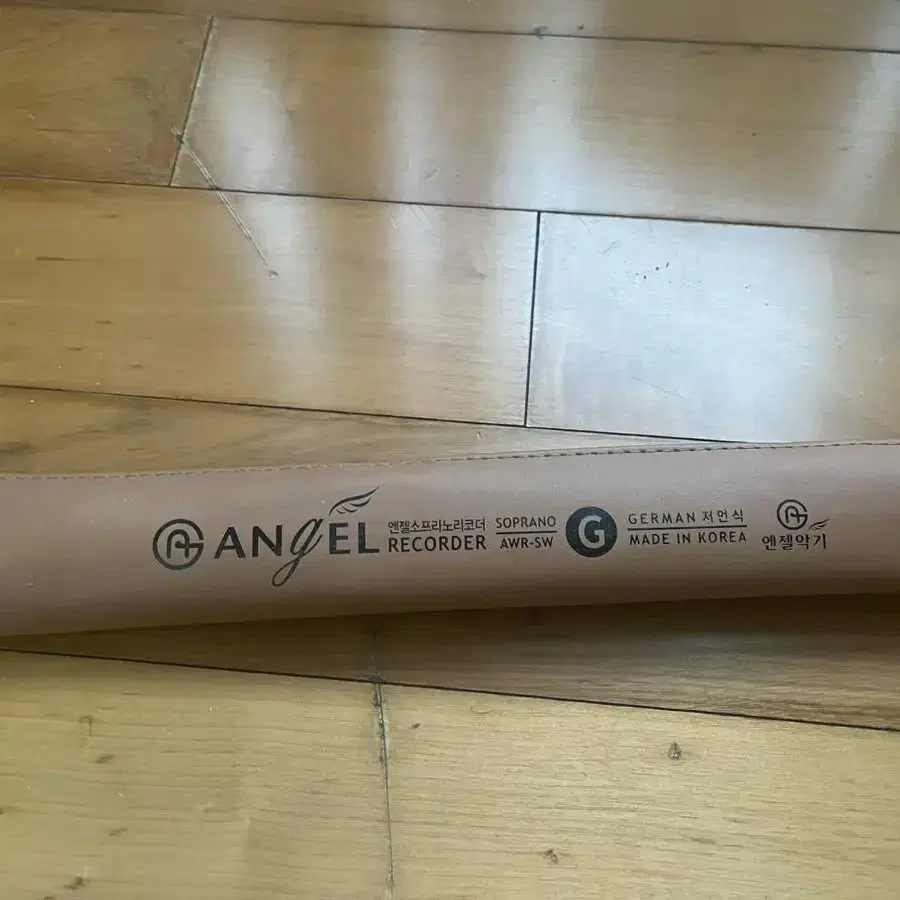 ANgEL
엔젤소프라노리코더
RECORDER
SOPRANO
AWR-SW
G
GERMAN 저먼식
MADE IN KOREA
엔젤악기